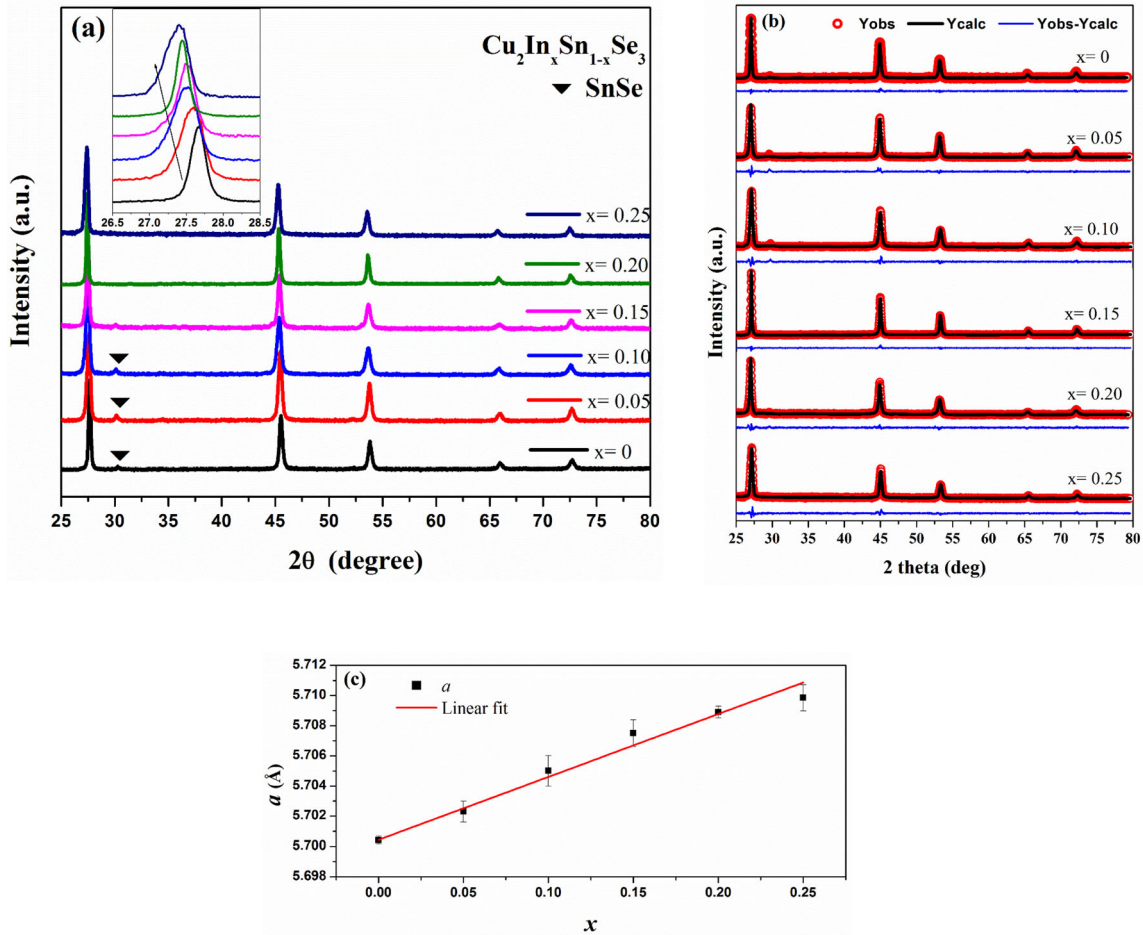 (a)
Cu₂InₓSn₁₋ₓSe₃
▼ SnSe
26.5 27.0 27.5 28.0 28.5
x= 0.25
x= 0.20
x= 0.15
x= 0.10
x= 0.05
x= 0
Intensity (a.u.)
25 30 35 40 45 50 55 60 65 70 75 80
2θ (degree)
(b)
Yobs Ycalc Yobs-Ycalc
x= 0
x= 0.05
x= 0.10
x= 0.15
x= 0.20
x= 0.25
Intensity (a.u.)
25 30 35 40 45 50 55 60 65 70 75 80
2 theta (deg)
(c)
a
Linear fit
5.712
5.710
5.708
5.706
5.704
5.702
5.700
5.698
a (Å)
0.00 0.05 0.10 0.15 0.20 0.25
x